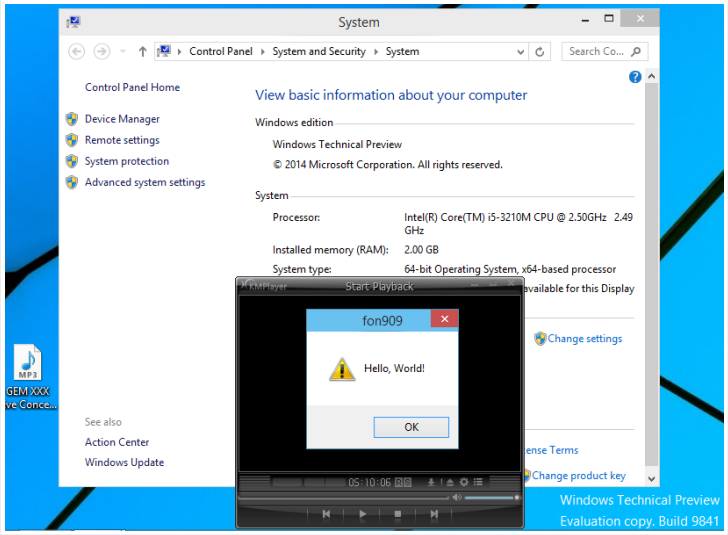 System
Control Panel
System and Security
System
Search Co...
Control Panel Home
Device Manager
Remote settings
System protection
Advanced system settings
View basic information about your computer
Windows edition
Windows Technical Preview
© 2014 Microsoft Corporation. All rights reserved.
System
Processor: Intel(R) Core(TM) i5-3210M CPU @ 2.50GHz 2.49
GHz
Installed memory (RAM): 2.00 GB
System type: 64-bit Operating System, x64-based processor
available for this Display
Change settings
KMPlayer
Start Playback
fon909
Hello, World!
OK
05:10:06
MP3
GEM XXX
ve Conce...
See also
Action Center
Windows Update
ense Terms
Change product key
Windows Technical Preview
Evaluation copy. Build 9841